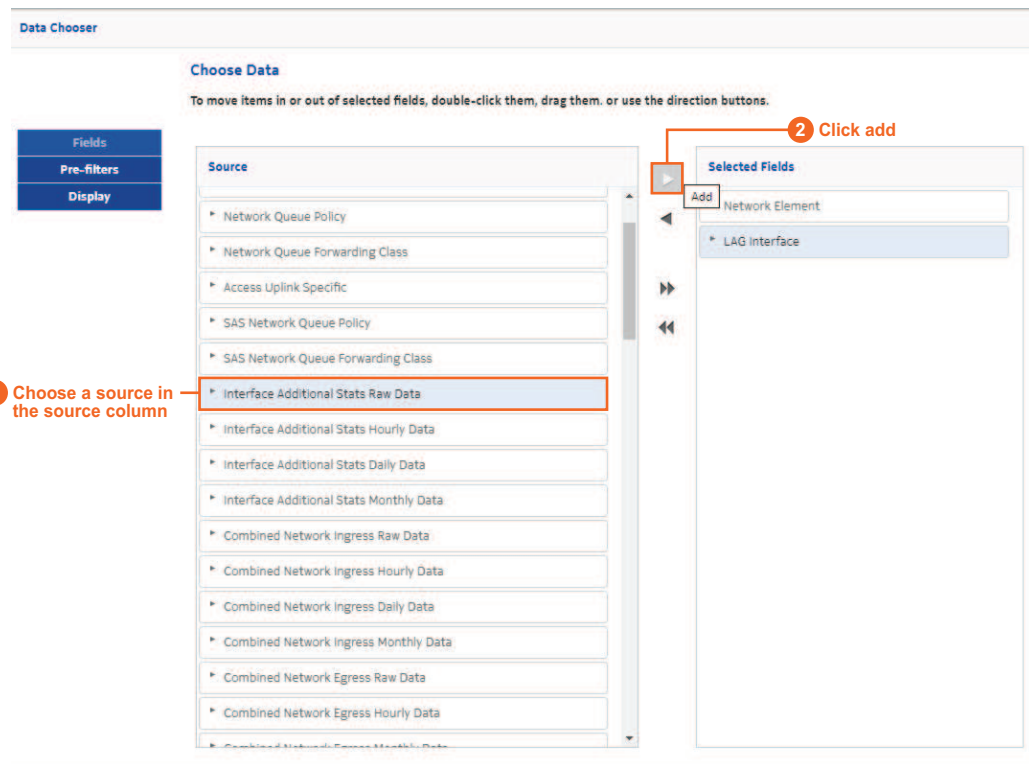 Data Chooser
Choose Data
To move items in or out of selected fields, double-click them, drag them. or use the direction buttons.
2 Click add
Fields
Pre-filters
Display
Source
Selected Fields
Add
Network Element
LAG Interface
Network Queue Policy
Network Queue Forwarding Class
Access Uplink Specific
SAS Network Queue Policy
SAS Network Queue Forwarding Class
Choose a source in
the source column
Interface Additional Stats Raw Data
Interface Additional Stats Hourly Data
Interface Additional Stats Daily Data
Interface Additional Stats Monthly Data
Combined Network Ingress Raw Data
Combined Network Ingress Hourly Data
Combined Network Ingress Daily Data
Combined Network Ingress Monthly Data
Combined Network Egress Raw Data
Combined Network Egress Hourly Data